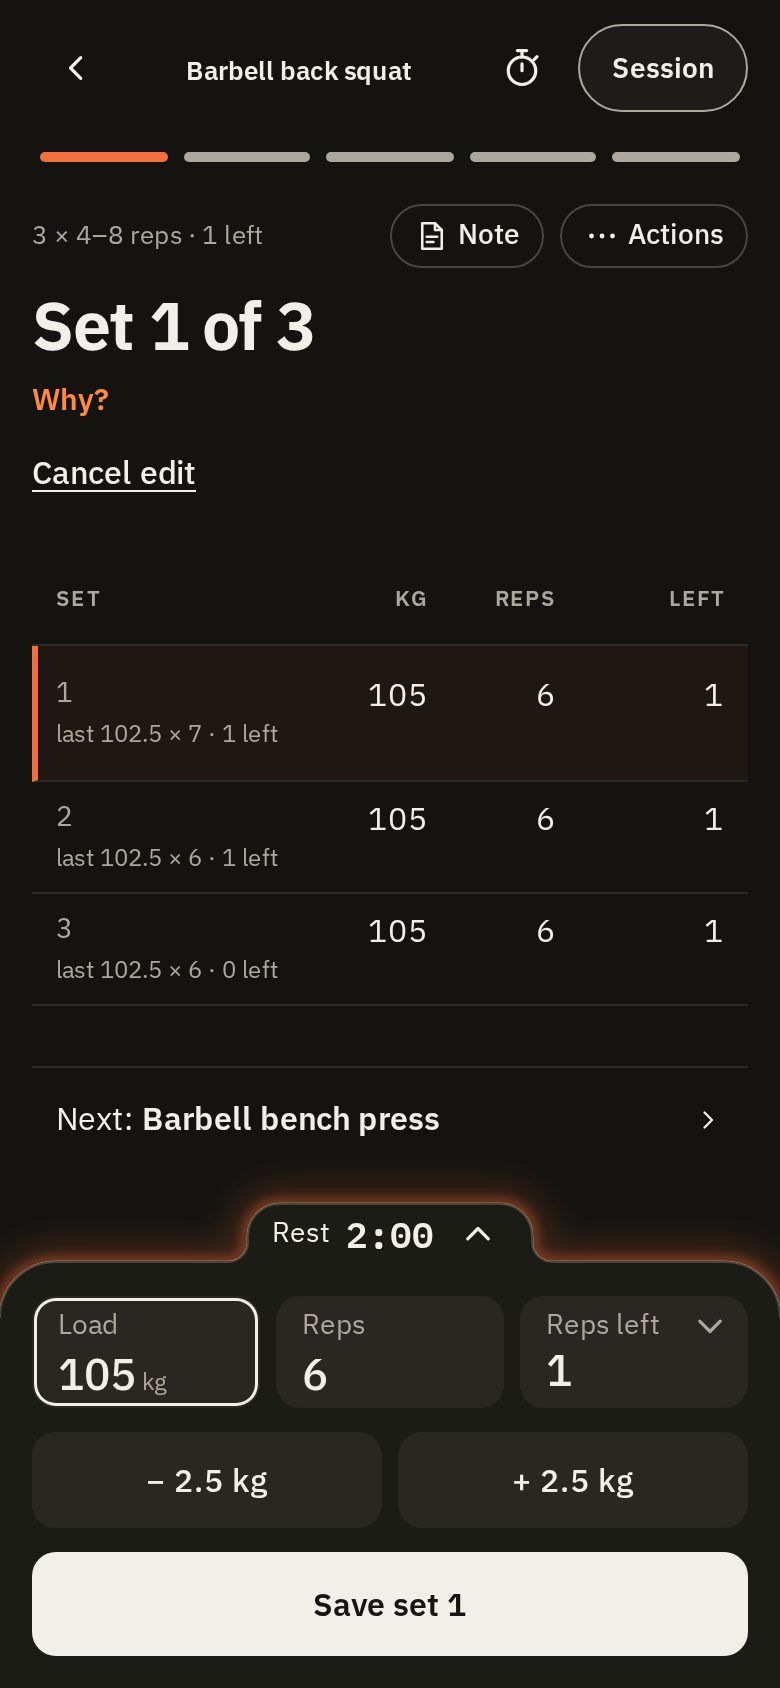 Barbell back squat
Session
3 × 4–8 reps · 1 left
Note
Actions
Set 1 of 3
Why?
Cancel edit
SET KG REPS LEFT
1 105 6 1
last 102.5 × 7 · 1 left
2 105 6 1
last 102.5 × 6 · 1 left
3 105 6 1
last 102.5 × 6 · 0 left
Next: Barbell bench press
Rest 2:00
Load Reps Reps left
105 kg 6 1
− 2.5 kg + 2.5 kg
Save set 1